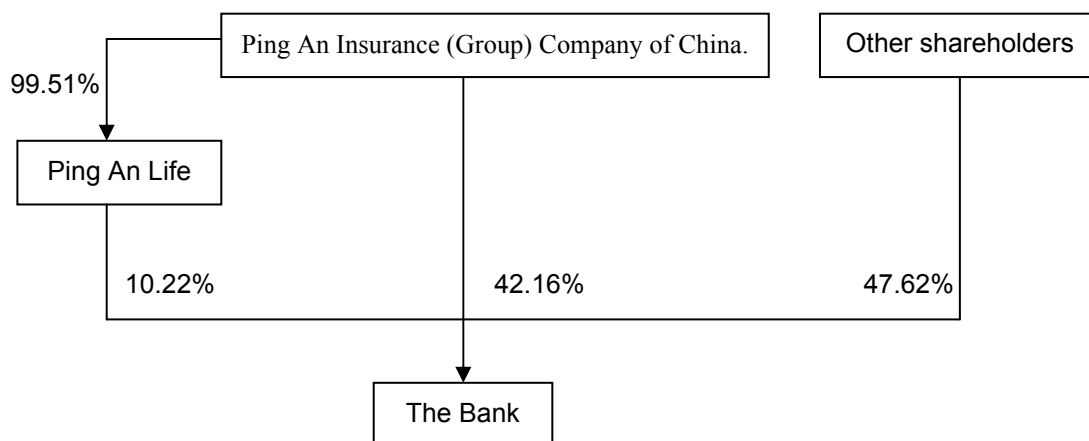 Ping An Insurance (Group) Company of China.
Other shareholders
99.51%
Ping An Life
10.22%
42.16%
47.62%
The Bank